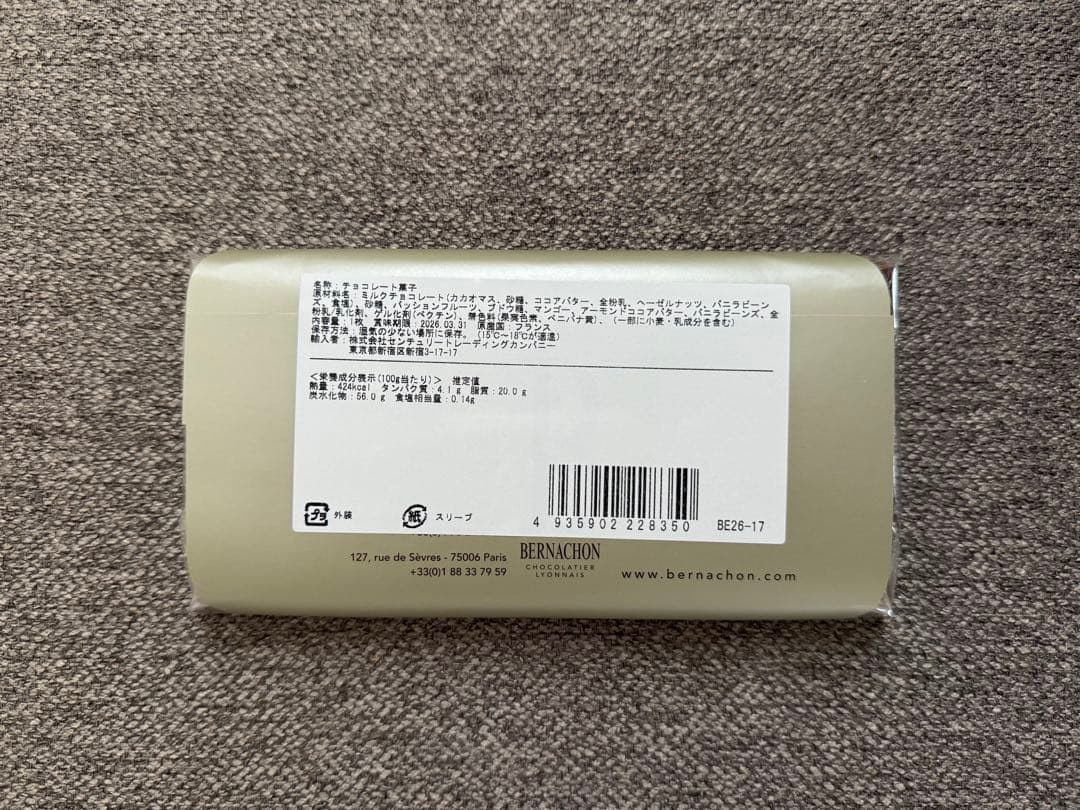 名称：チョコレート菓子
原材料名：ミルクチョコレート(カカオマス、砂糖、ココアバター、全粉乳、ヘーゼルナッツ、バニラビーン
ズ、食塩)、砂糖、パッションフルーツ、ブドウ糖、マンゴー、アーモンドココアバター、バニラビーンズ、全
粉乳/乳化剤、ゲル化剤(ペクチン)、着色料(果実色素、ベニバナ黄)、(一部に小麦・乳成分を含む)
内容量：1枚 賞味期限：2026.03.31 原産国：フランス
保存方法：湿気の少ない場所に保存。(15℃～18℃が適温)
輸入者：株式会社センチュリートレーディングカンパニー
東京都新宿区新宿3-17-17
<栄養成分表示(100g当たり)> 推定値
熱量：424kcal タンパク質：4.1g 脂質：20.0g
炭水化物：56.0g 食塩相当量：0.14g
プラ 外装
紙 スリーブ
4 935902 228350
BE26-17
127, rue de Sèvres - 75006 Paris
+33(0)1 88 33 79 59
BERNACHON
CHOCOLATIER
LYONNAIS
www.bernachon.com